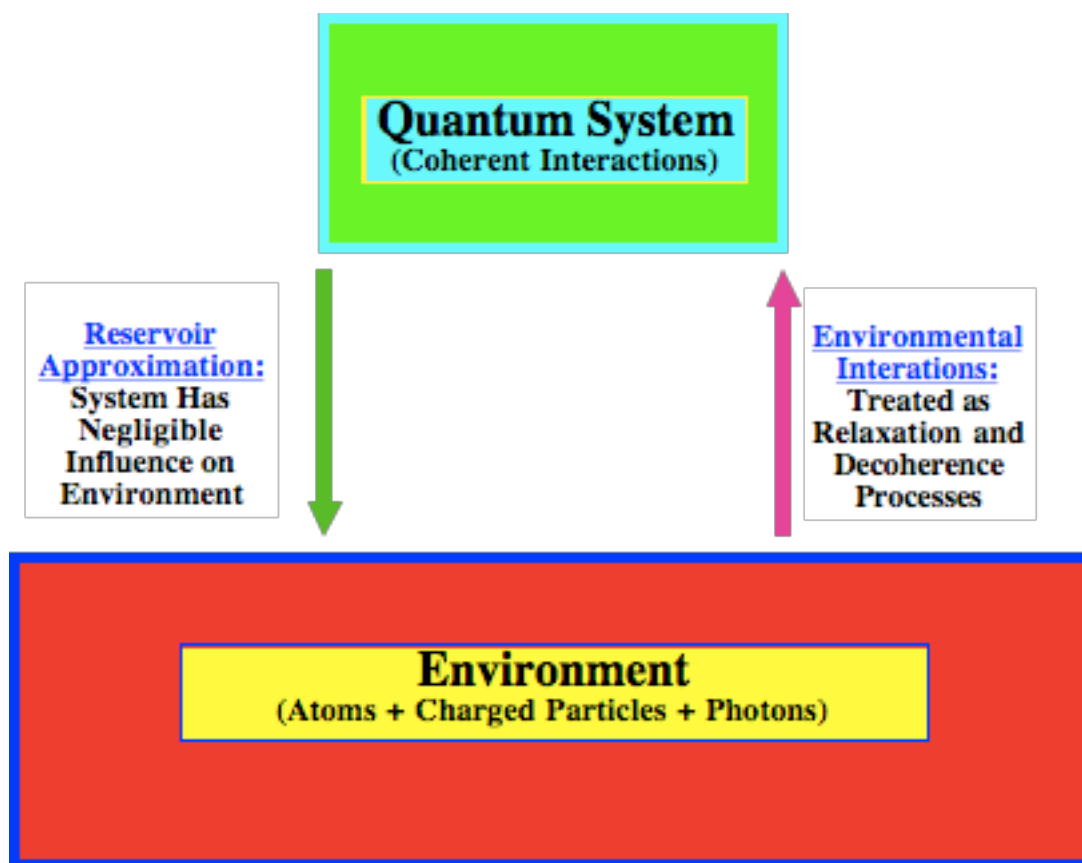 Quantum System
(Coherent Interactions)
Reservoir
Approximation:
System Has
Negligible
Influence on
Environment
Environmental
Interations:
Treated as
Relaxation and
Decoherence
Processes
Environment
(Atoms + Charged Particles + Photons)